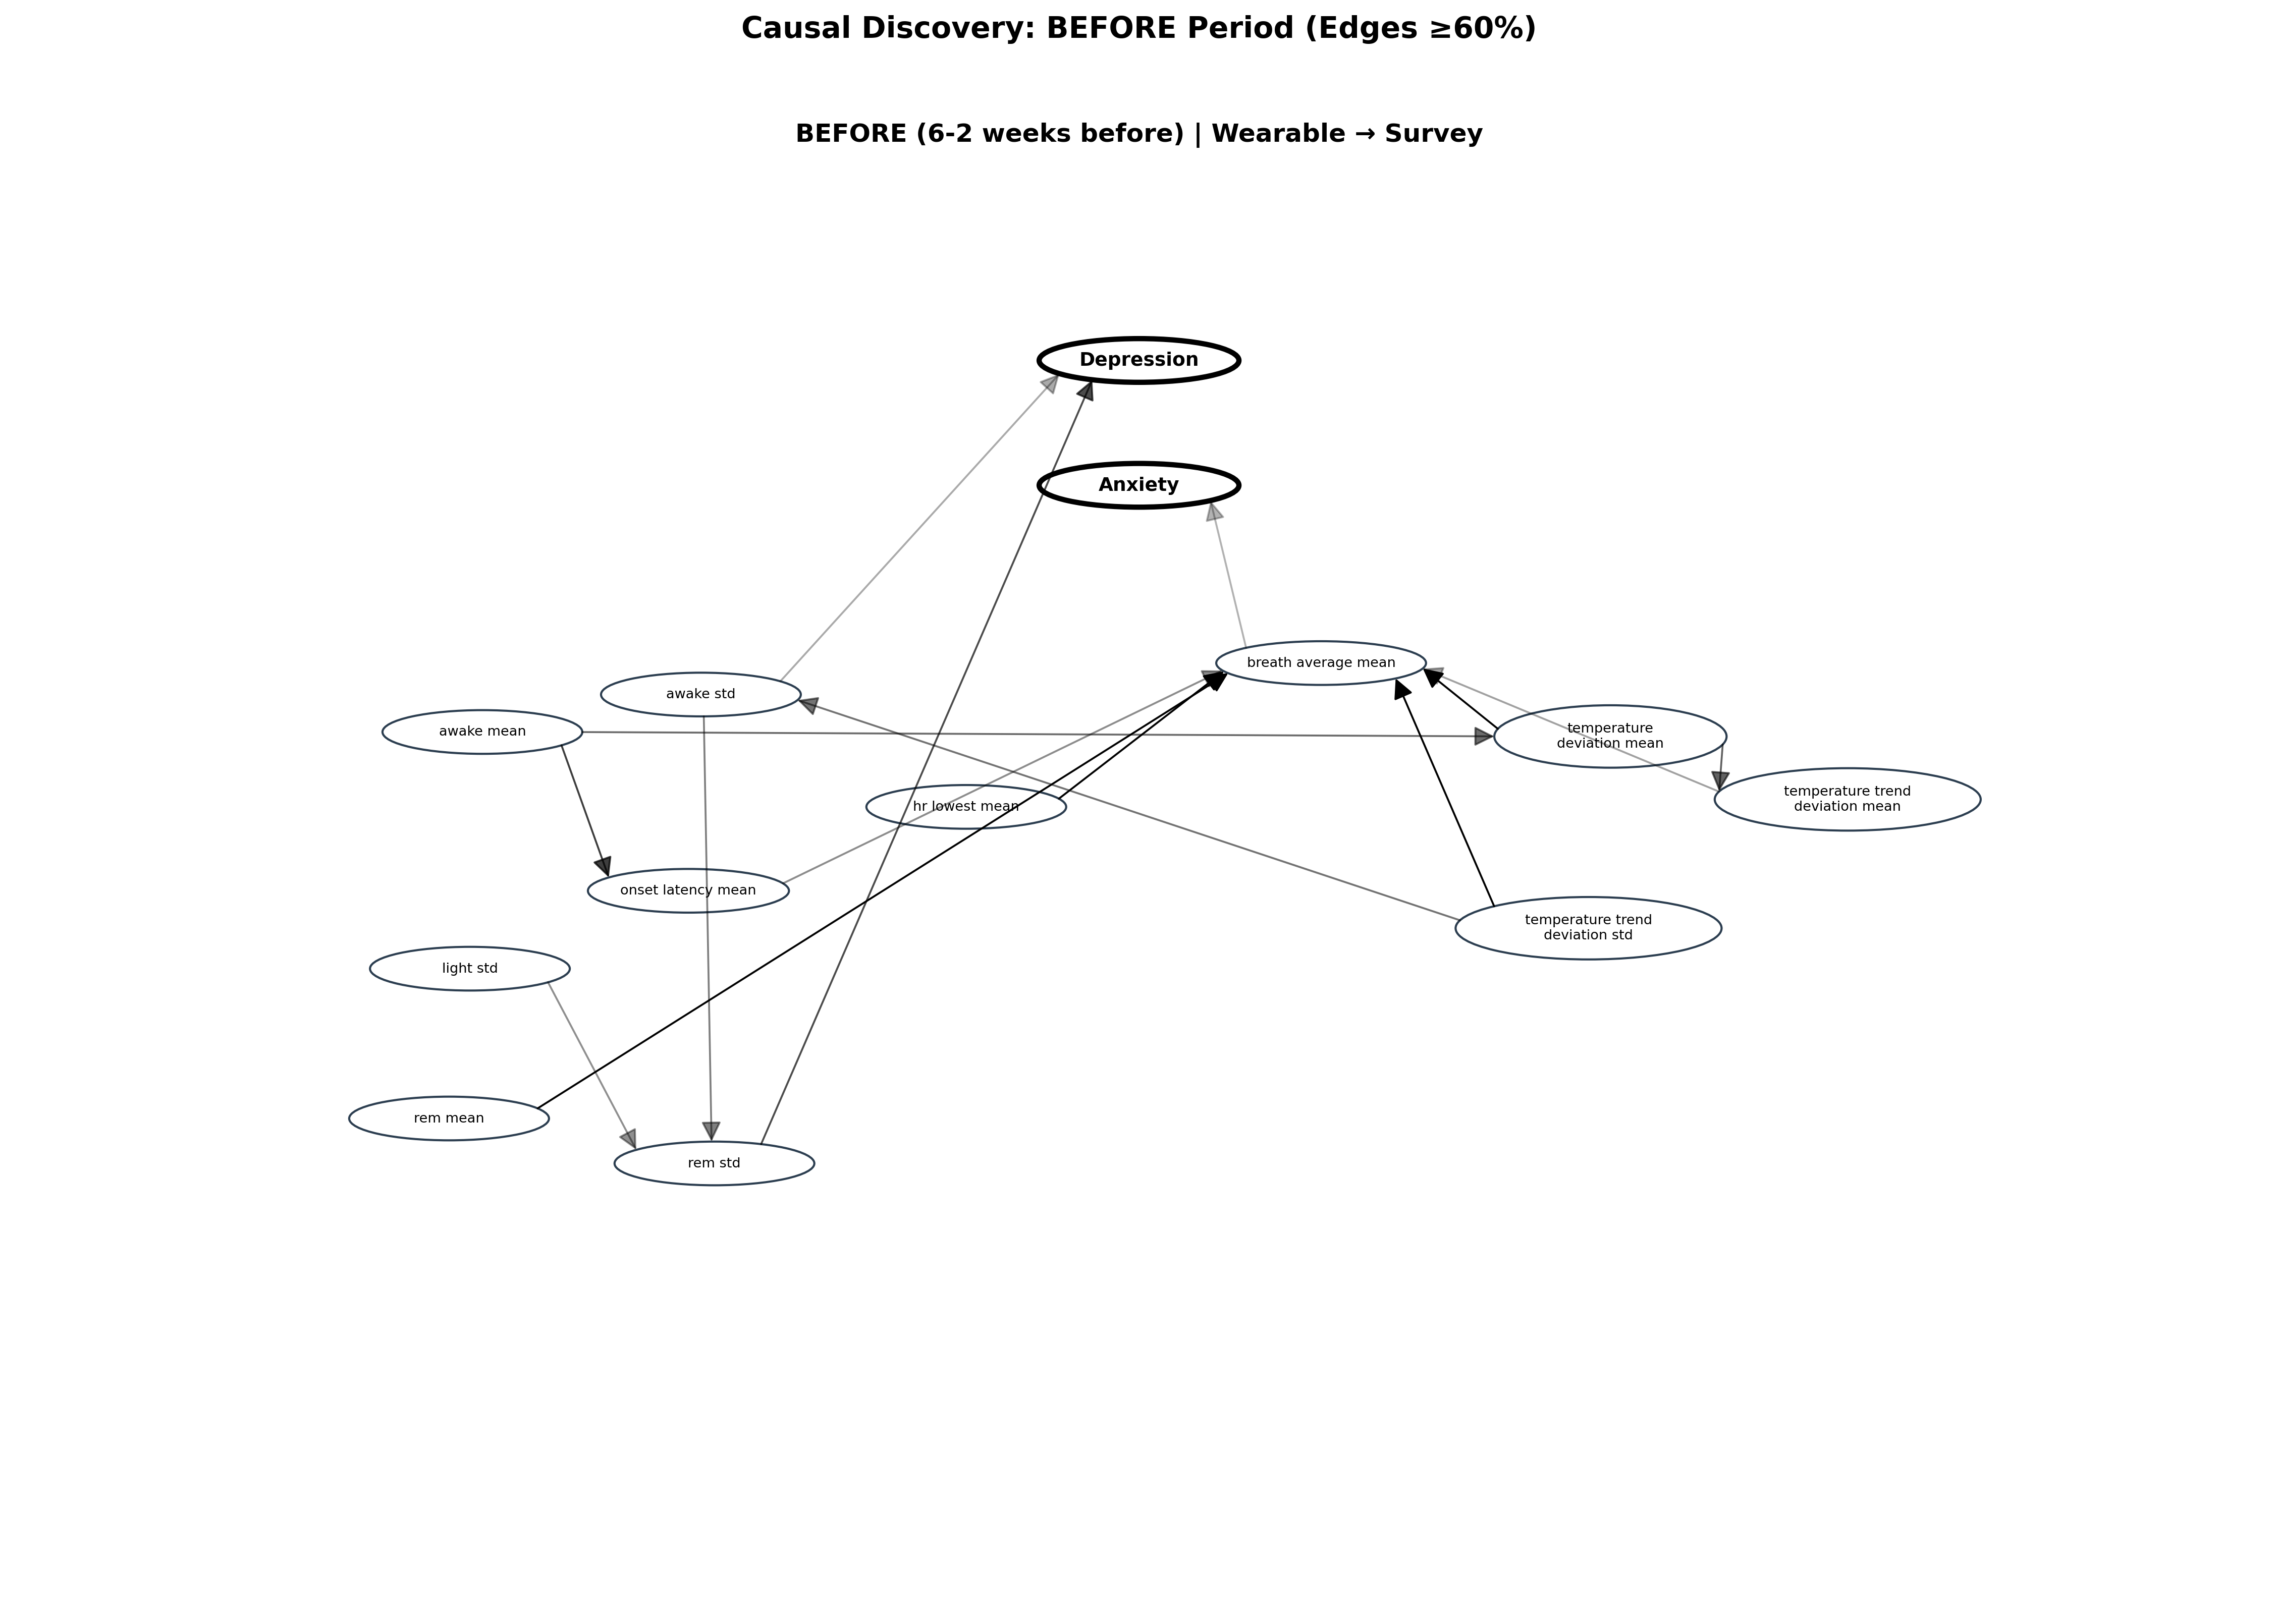 Causal Discovery: BEFORE Period (Edges ≥60%)
BEFORE (6-2 weeks before) | Wearable → Survey
Depression
Anxiety
breath average mean
awake std
awake mean
temperature
deviation mean
temperature trend
deviation mean
hr lowest mean
onset latency mean
temperature trend
deviation std
light std
rem mean
rem std